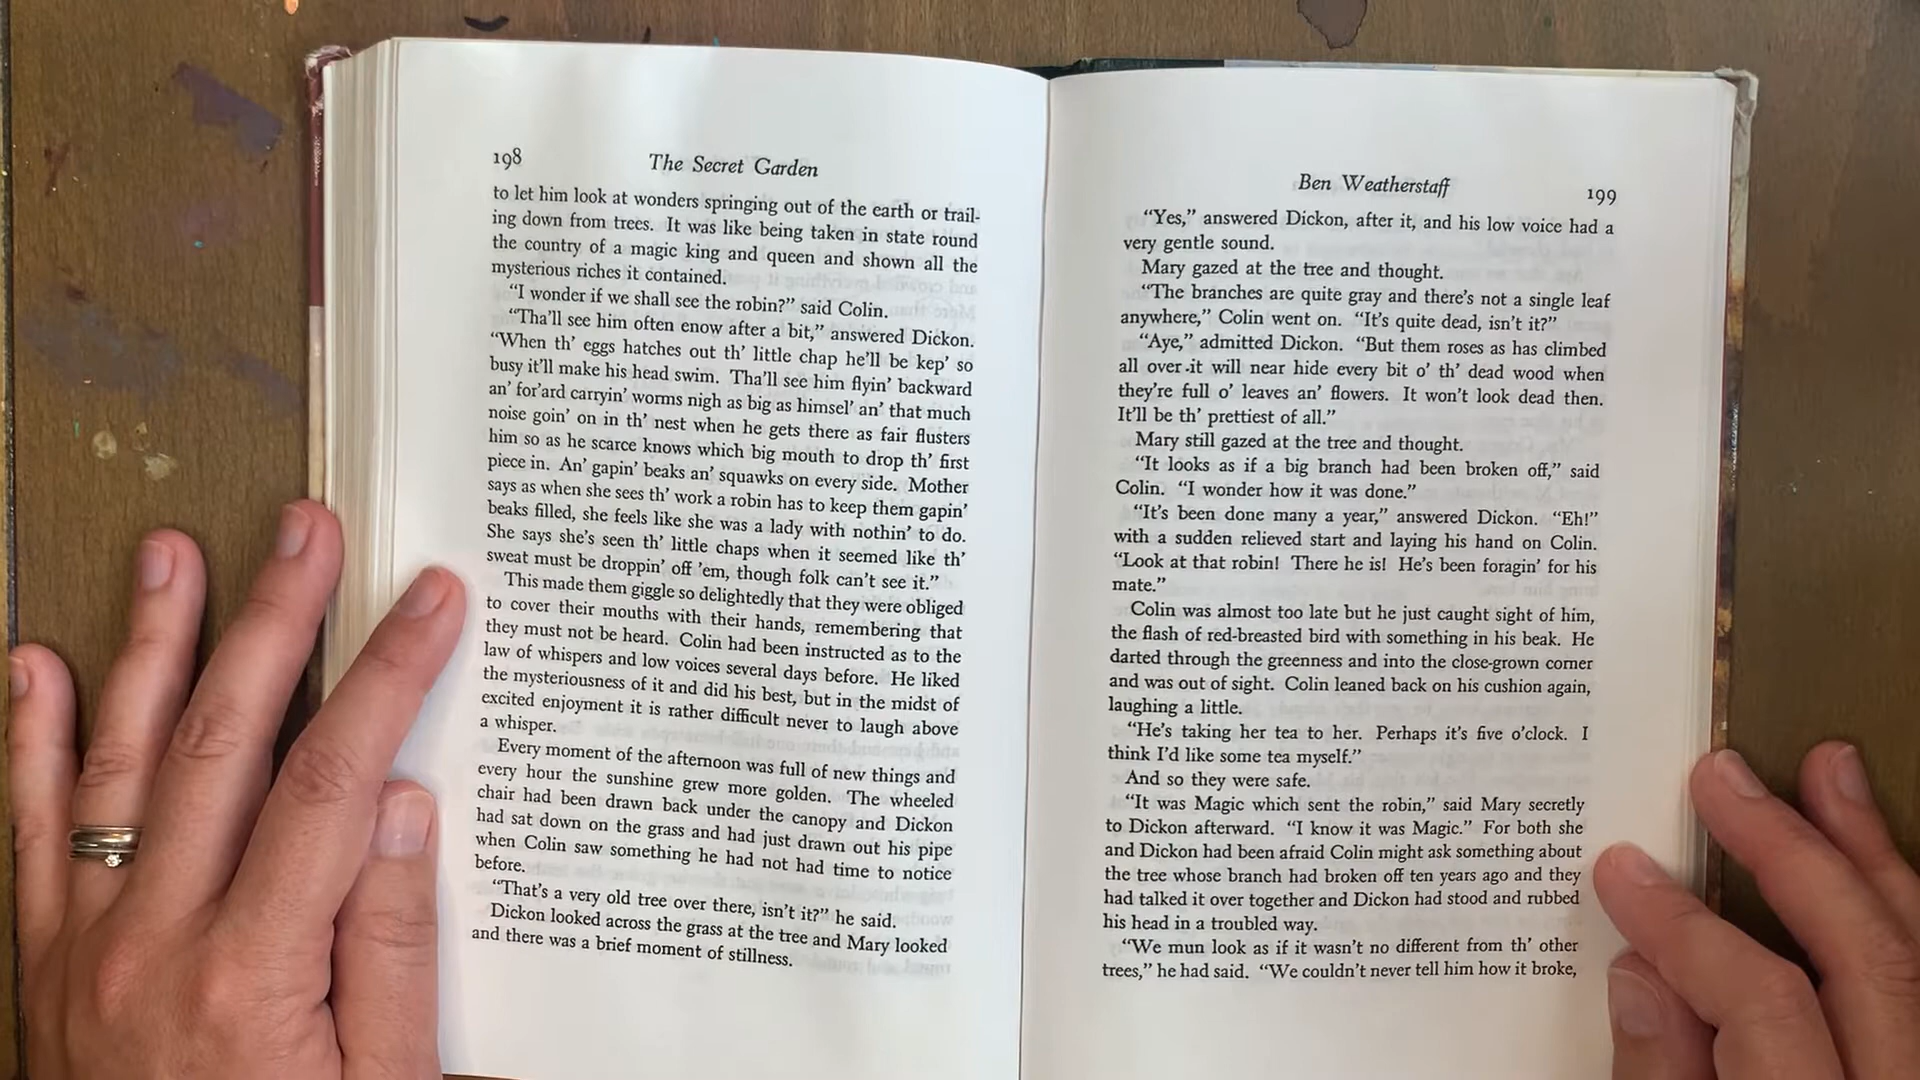 198
The Secret Garden
to let him look at wonders springing out of the earth or trail-
ing down from trees. It was like being taken in state round
the country of a magic king and queen and shown all the
mysterious riches it contained.
“I wonder if we shall see the robin?” said Colin.
“Tha’ll see him often enow after a bit,” answered Dickon.
“When th’ eggs hatches out th’ little chap he’ll be kep’ so
busy it’ll make his head swim. Tha’ll see him flyin’ backward
an’ for’ard carryin’ worms nigh as big as himsel’ an’ that much
noise goin’ on in th’ nest when he gets there as fair flusters
him so as he scarce knows which big mouth to drop th’ first
piece in. An’ gapin’ beaks an’ squawks on every side. Mother
says as when she sees th’ work a robin has to keep them gapin’
beaks filled, she feels like she was a lady with nothin’ to do.
She says she’s seen th’ little chaps when it seemed like th’
sweat must be droppin’ off ’em, though folk can’t see it.”
This made them giggle so delightedly that they were obliged
to cover their mouths with their hands, remembering that
they must not be heard. Colin had been instructed as to the
law of whispers and low voices several days before. He liked
the mysteriousness of it and did his best, but in the midst of
excited enjoyment it is rather difficult never to laugh above
a whisper.
Every moment of the afternoon was full of new things and
every hour the sunshine grew more golden. The wheeled
chair had been drawn back under the canopy and Dickon
had sat down on the grass and had just drawn out his pipe
when Colin saw something he had not had time to notice
before.
“That’s a very old tree over there, isn’t it?” he said.
Dickon looked across the grass at the tree and Mary looked
and there was a brief moment of stillness.
Ben Weatherstaff
199
“Yes,” answered Dickon, after it, and his low voice had a
very gentle sound.
Mary gazed at the tree and thought.
“The branches are quite gray and there’s not a single leaf
anywhere,” Colin went on. “It’s quite dead, isn’t it?”
“Aye,” admitted Dickon. “But them roses as has climbed
all over it will near hide every bit o’ th’ dead wood when
they’re full o’ leaves an’ flowers. It won’t look dead then.
It’ll be th’ prettiest of all.”
Mary still gazed at the tree and thought.
“It looks as if a big branch had been broken off,” said
Colin. “I wonder how it was done.”
“It’s been done many a year,” answered Dickon. “Eh!”
with a sudden relieved start and laying his hand on Colin.
“Look at that robin! There he is! He’s been foragin’ for his
mate.”
Colin was almost too late but he just caught sight of him,
the flash of red-breasted bird with something in his beak. He
darted through the greenness and into the close-grown corner
and was out of sight. Colin leaned back on his cushion again,
laughing a little.
“He’s taking her tea to her. Perhaps it’s five o’clock. I
think I’d like some tea myself.”
And so they were safe.
“It was Magic which sent the robin,” said Mary secretly
to Dickon afterward. “I know it was Magic.” For both she
and Dickon had been afraid Colin might ask something about
the tree whose branch had broken off ten years ago and they
had talked it over together and Dickon had stood and rubbed
his head in a troubled way.
“We mun look as if it wasn’t no different from th’ other
trees,” he had said. “We couldn’t never tell him how it broke,